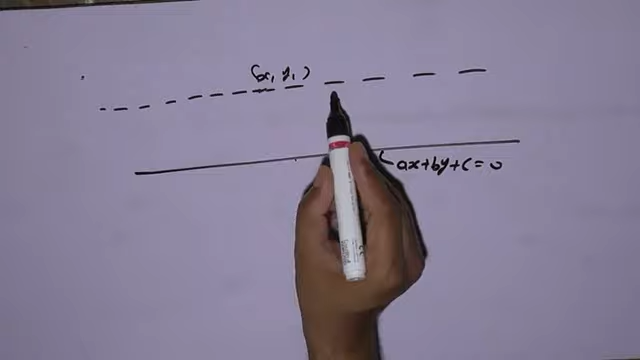 (x₁ y₁)
ax+by+c=0